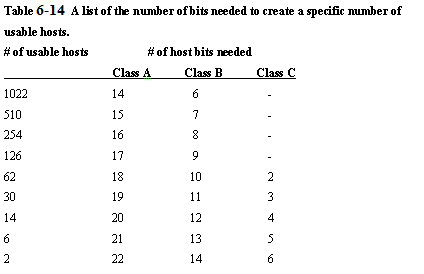 Table 6-14 A list of the number of bits needed to create a specific number of
usable hosts.
# of usable hosts # of host bits needed
Class A Class B Class C
1022 14 6 -
510 15 7 -
254 16 8 -
126 17 9 -
62 18 10 2
30 19 11 3
14 20 12 4
6 21 13 5
2 22 14 6